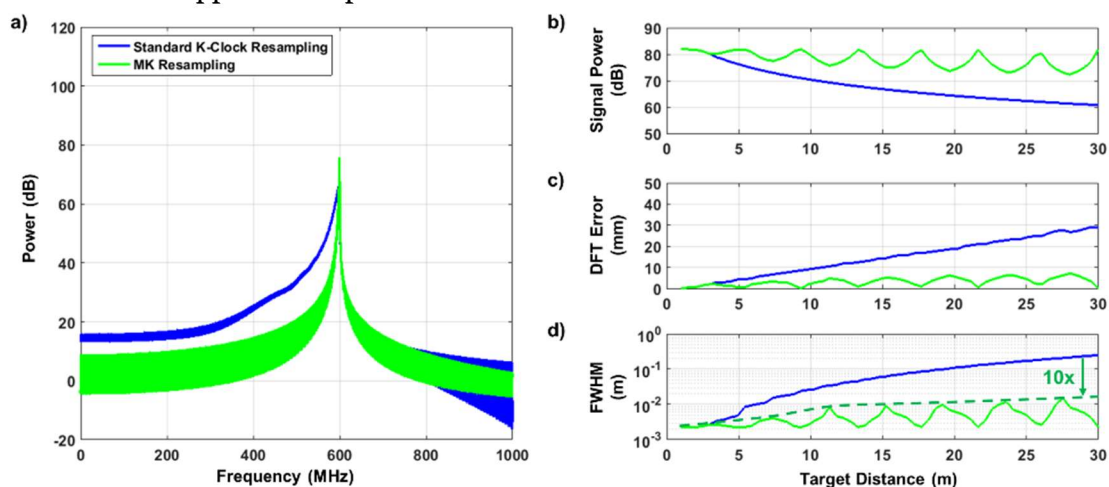 a)
120
100
80
60
40
20
0
-20
Power (dB)
Standard K-Clock Resampling
MK Resampling
0 200 400 600 800 1000
Frequency (MHz)
b)
90
80
70
60
50
Signal Power
(dB)
0 5 10 15 20 25 30
c)
50
40
30
20
10
0
DFT Error
(mm)
0 5 10 15 20 25 30
d)
10^0
10^-1
10^-2
10^-3
FWHM
(m)
10x
0 5 10 15 20 25 30
Target Distance (m)